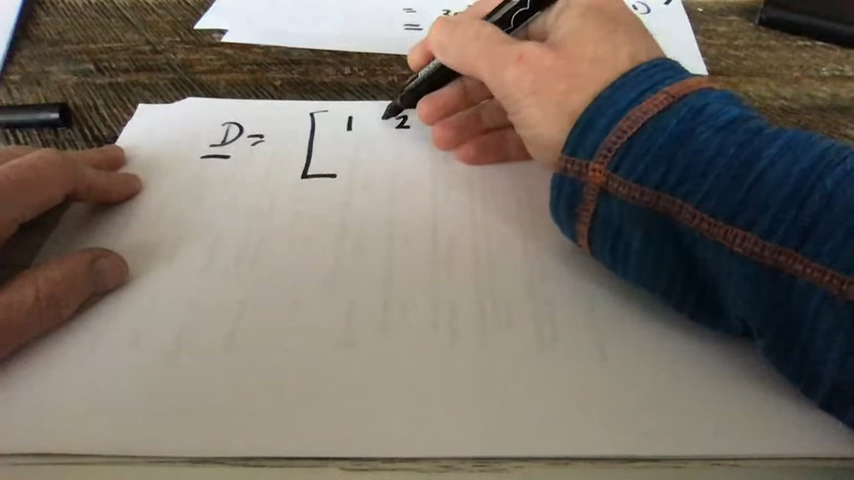 D = [ 1 2
=
=